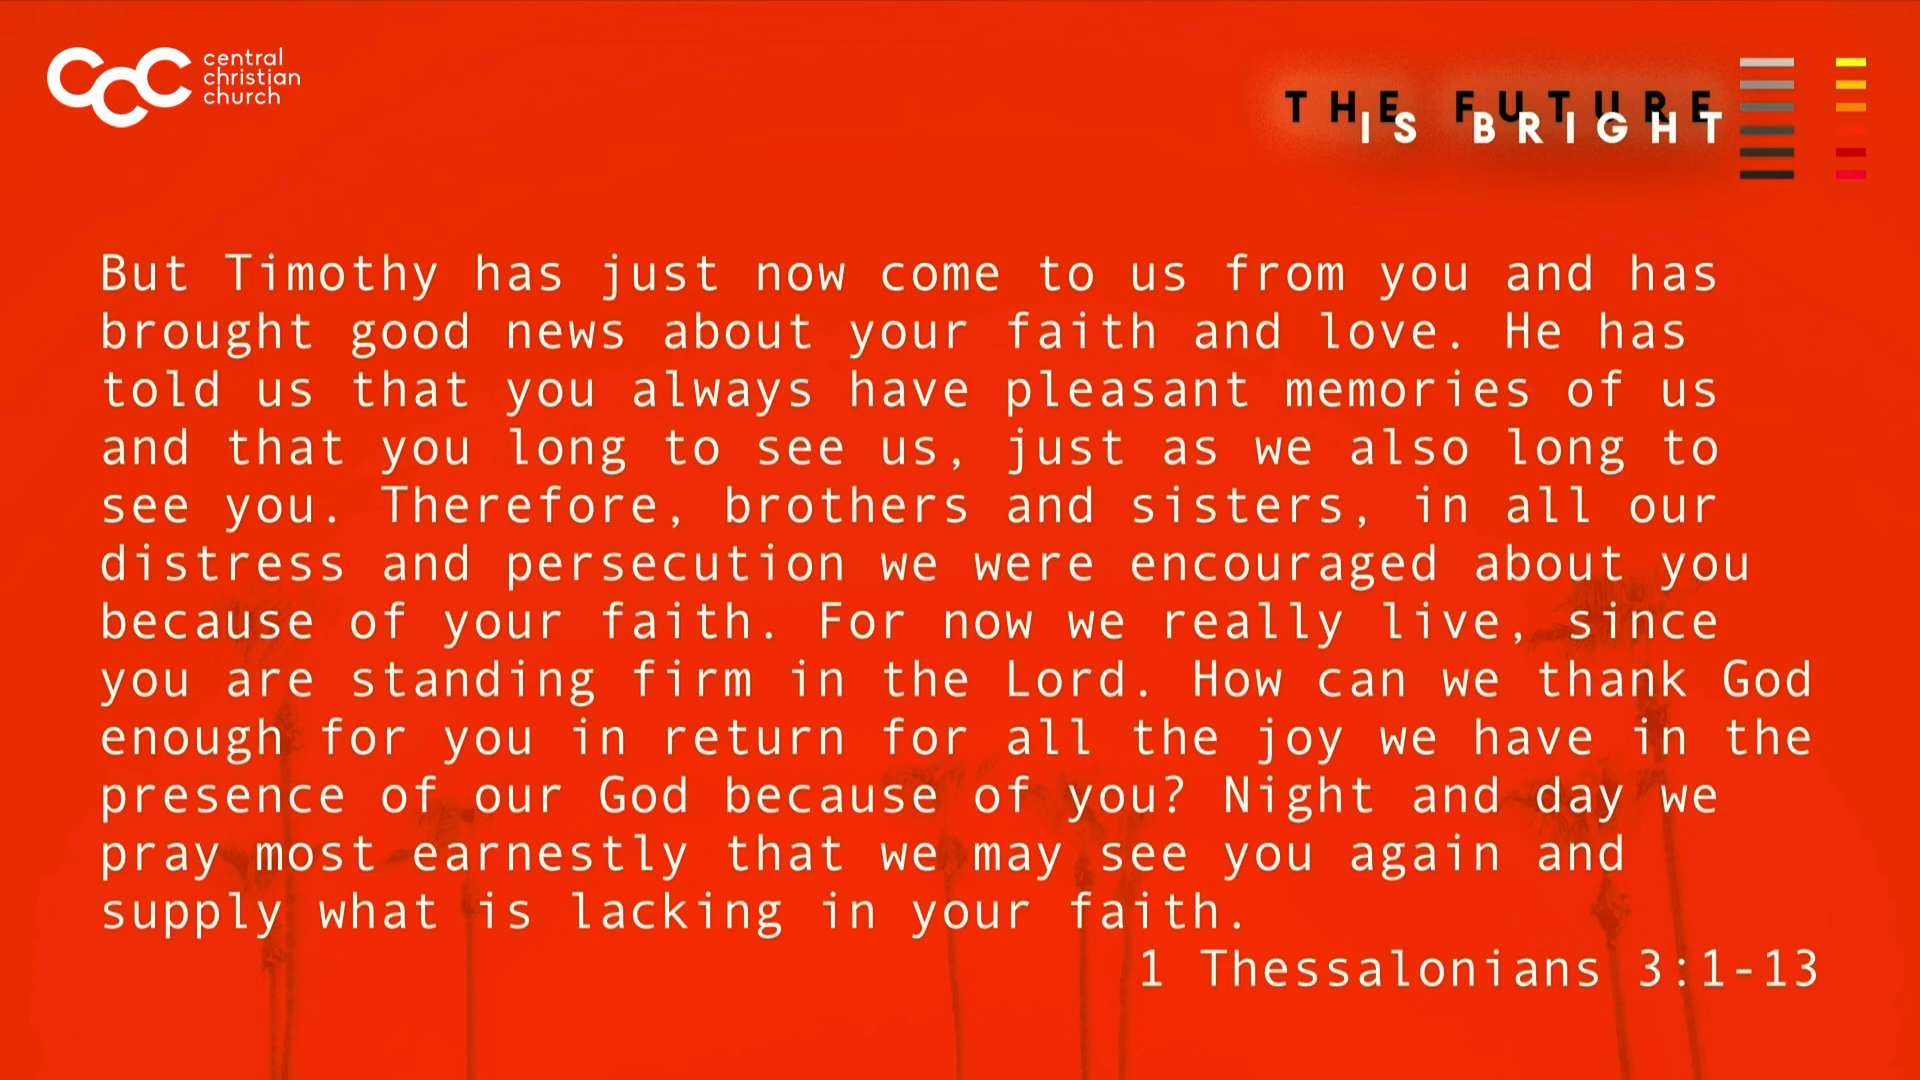 central
christian
church
THE FUTURE
IS BRIGHT
But Timothy has just now come to us from you and has
brought good news about your faith and love. He has
told us that you always have pleasant memories of us
and that you long to see us, just as we also long to
see you. Therefore, brothers and sisters, in all our
distress and persecution we were encouraged about you
because of your faith. For now we really live, since
you are standing firm in the Lord. How can we thank God
enough for you in return for all the joy we have in the
presence of our God because of you? Night and day we
pray most earnestly that we may see you again and
supply what is lacking in your faith.
1 Thessalonians 3:1-13